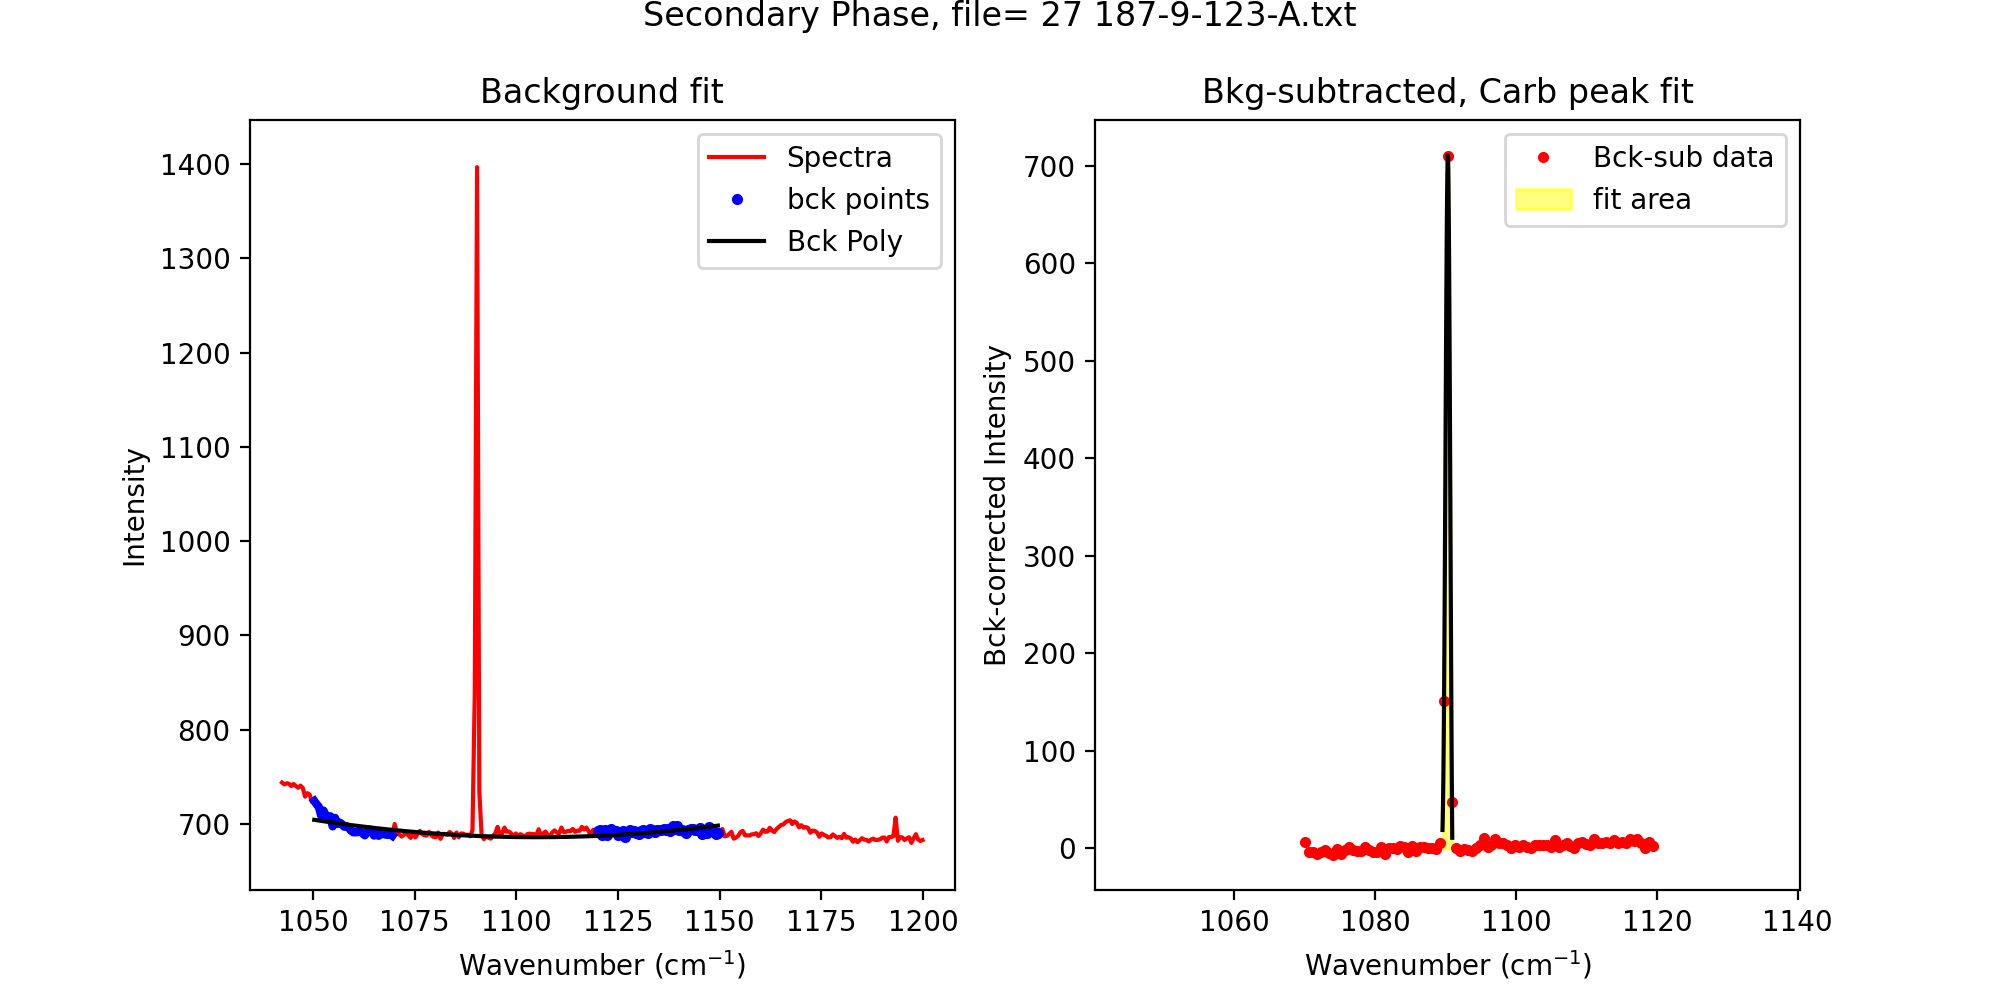 Secondary Phase, file= 27 187-9-123-A.txt
Background fit
Intensity
1400
1300
1200
1100
1000
900
800
700
1050 1075 1100 1125 1150 1175 1200
Wavenumber (cm⁻¹)
Spectra
bck points
Bck Poly
Bkg-subtracted, Carb peak fit
Bck-corrected Intensity
700
600
500
400
300
200
100
0
1060 1080 1100 1120 1140
Wavenumber (cm⁻¹)
Bck-sub data
fit area